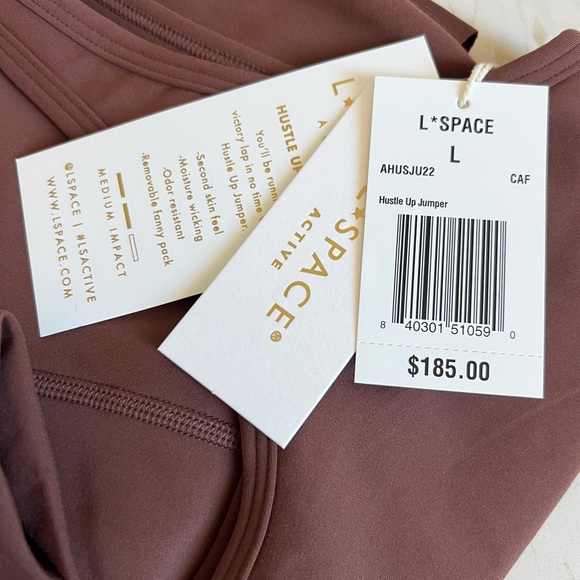 L*
A
HUSTLE UP
You'll be runnin
victory lap in no time
Hustle Up Jumper.
-Second skin feel
-Moisture wicking
-Odor resistant
-Removable fanny pack
MEDIUM IMPACT
@LSPACE | #LSACTIVE
WWW.LSPACE.COM
*SPACE®
ACTIVE
L*SPACE
L
AHUSJU22 CAF
Hustle Up Jumper
8 40301 51059 0
$185.00